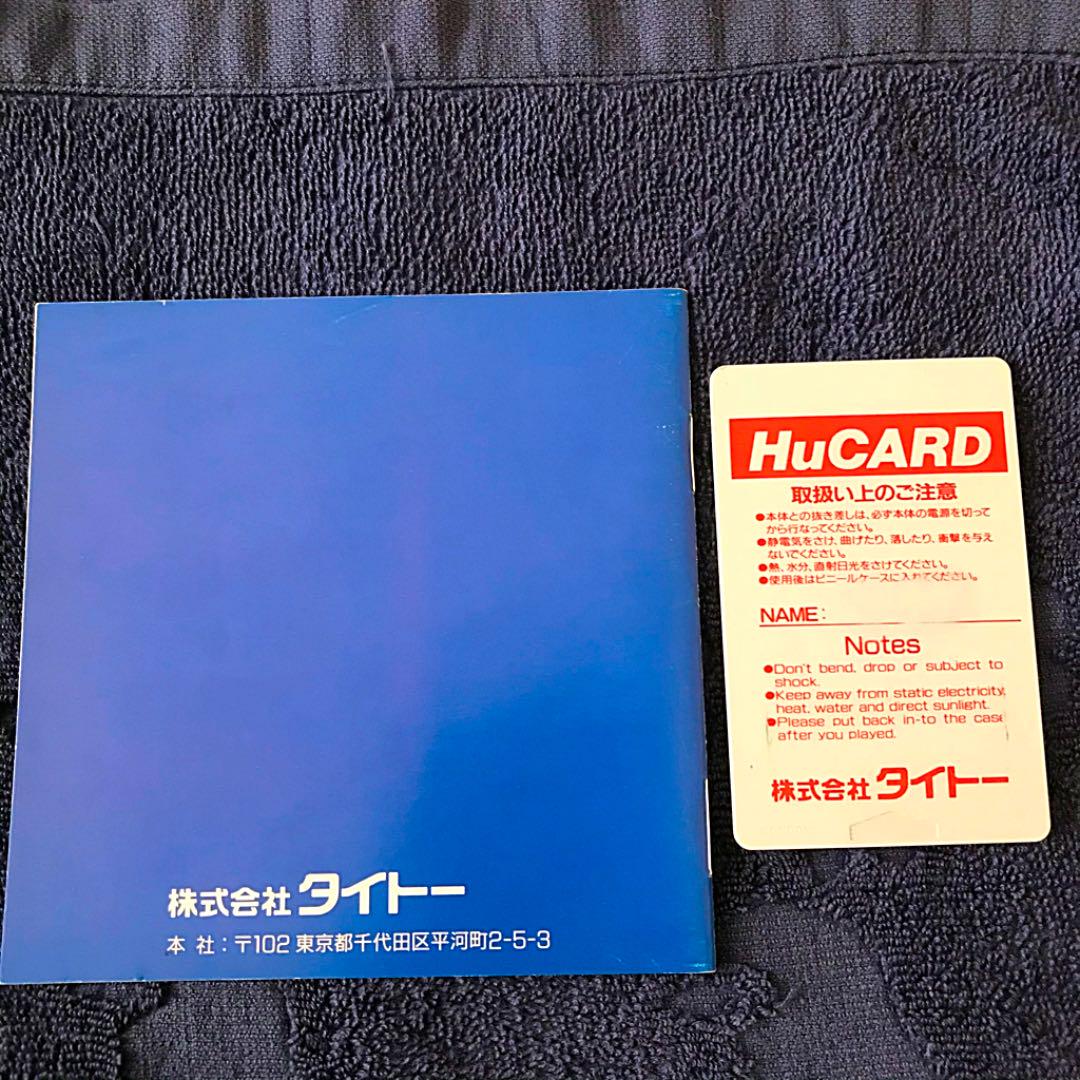 株式会社 タイトー
本 社：〒102 東京都千代田区平河町2-5-3
HuCARD
取扱い上のご注意
●本体との抜き差しは、必ず本体の電源を切って
から行なってください。
●静電気をさけ、曲げたり、落したり、衝撃を与え
ないでください。
●熱、水分、直射日光をさけてください。
●使用後はビニールケースに入れてください。
NAME:
Notes
●Don't bend, drop or subject to
shock.
●Keep away from static electricity,
heat, water and direct sunlight.
●Please put back in-to the case
after you played.
株式会社 タイトー